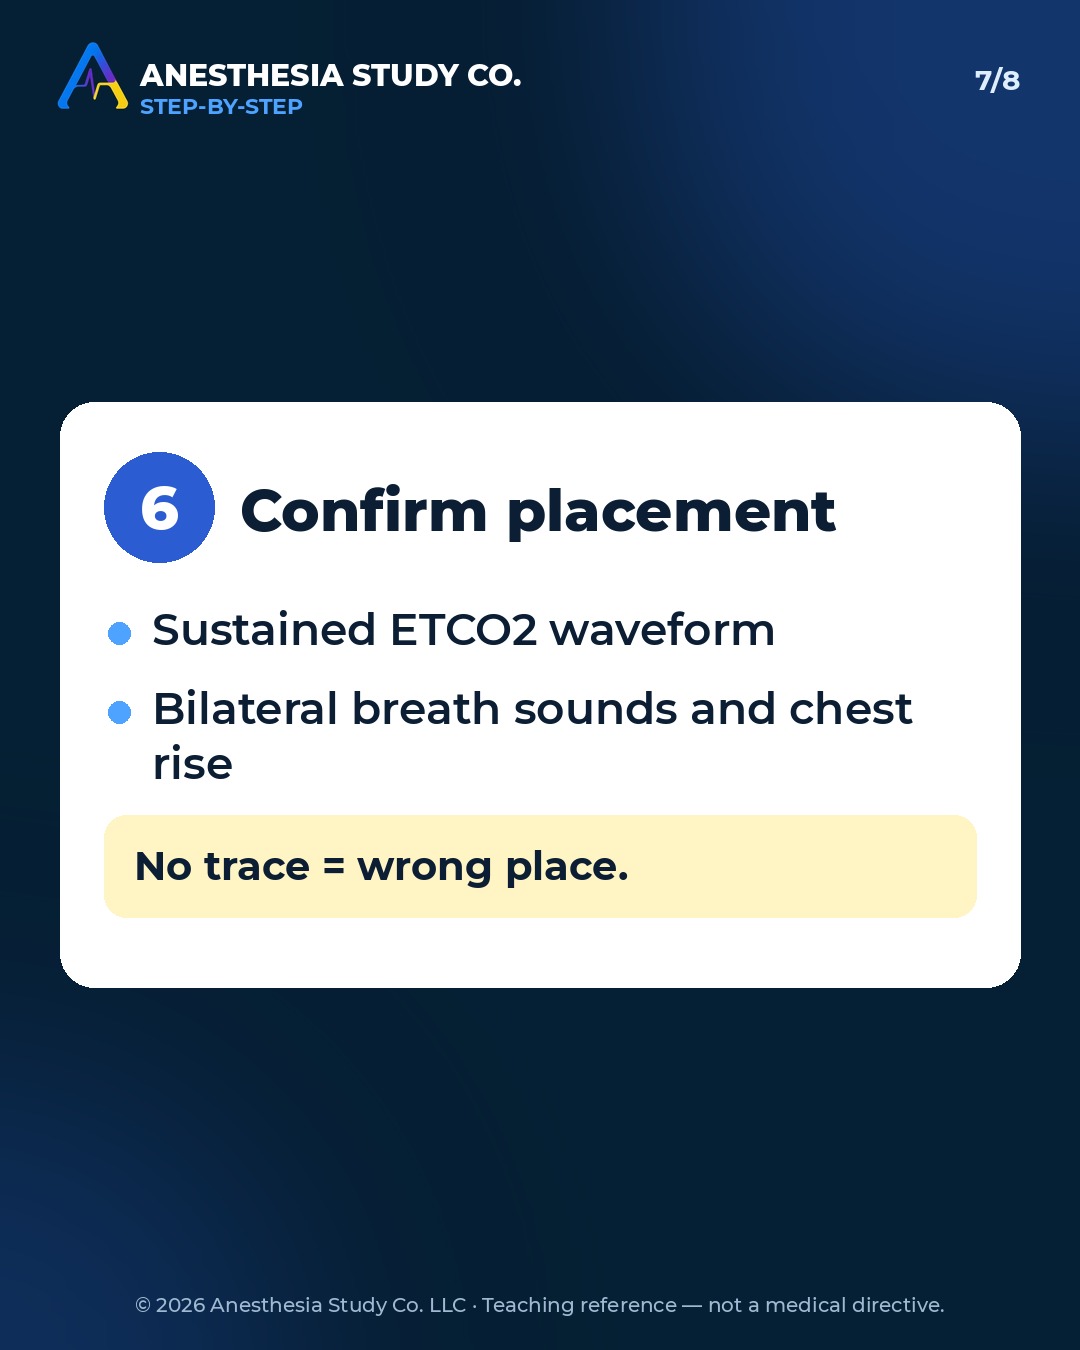 ANESTHESIA STUDY CO.
STEP-BY-STEP
7/8
6
Confirm placement
Sustained ETCO2 waveform
Bilateral breath sounds and chest
rise
No trace = wrong place.
© 2026 Anesthesia Study Co. LLC · Teaching reference — not a medical directive.